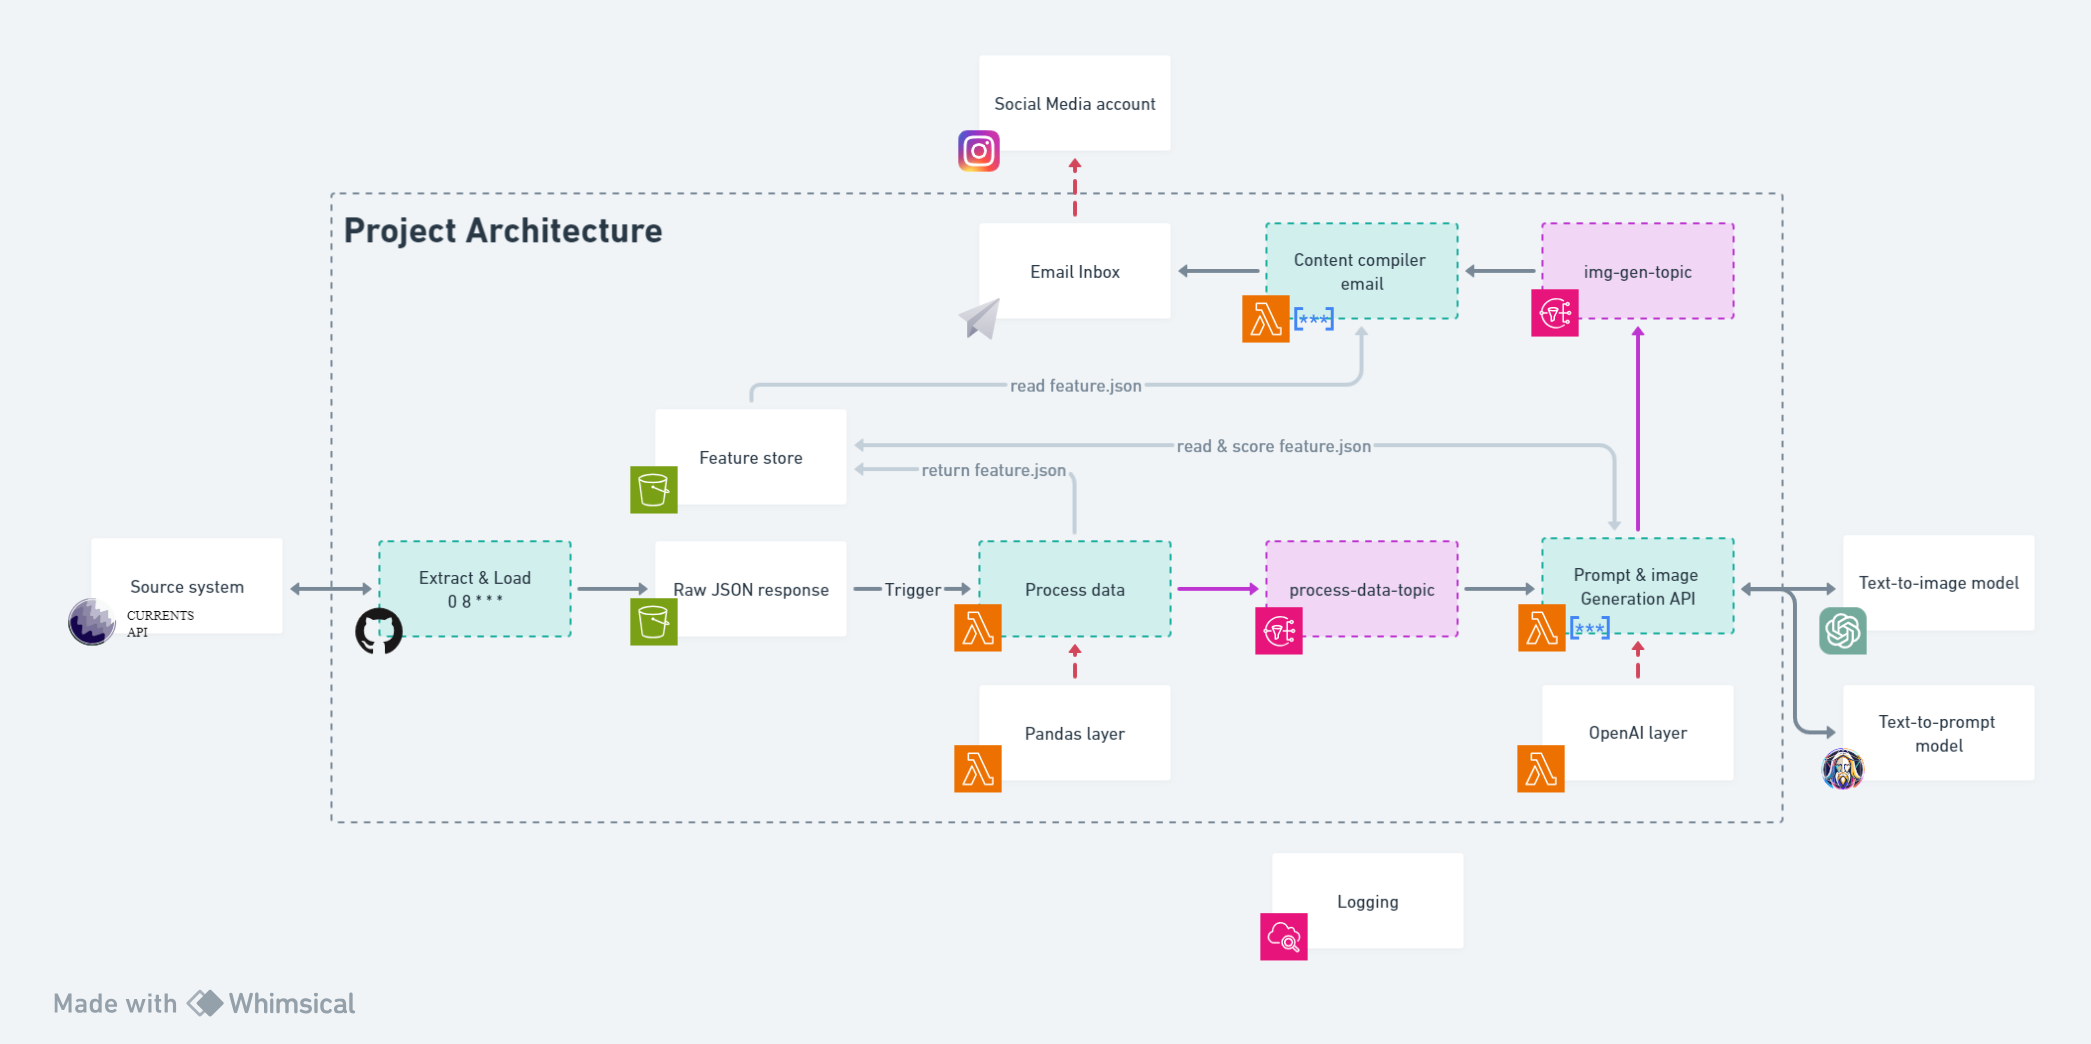 Social Media account
Project Architecture
Email Inbox
Content compiler
email
[***]
img-gen-topic
read feature.json
Feature store
read & score feature.json
return feature.json
Source system
CURRENTS
API
Extract & Load
0 8 * * *
Raw JSON response
Trigger
Process data
process-data-topic
Prompt & image
Generation API
[***]
Text-to-image model
Pandas layer
OpenAI layer
Text-to-prompt
model
Logging
Made with Whimsical